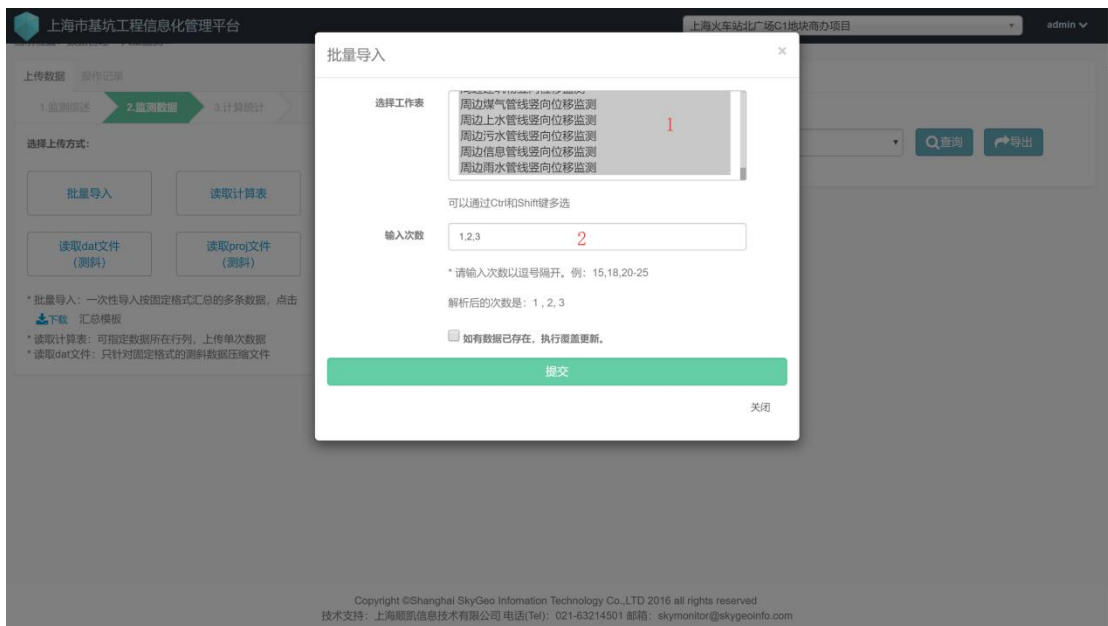 上海市基坑工程信息化管理平台
上海火车站北广场C1地块商办项目
admin
上传数据 操作记录
1.监测综述 2.监测数据 3.计算统计
选择上传方式：
批量导入 读取计算表
读取dat文件
（测斜）
读取proj文件
（测斜）
* 批量导入：一次性导入按固定格式汇总的多条数据，点击
下载 汇总模板
* 读取计算表：可指定数据所在行列，上传单次数据
* 读取dat文件：只针对固定格式的测斜数据压缩文件
查询 导出
批量导入 ×
选择工作表
周边煤气管线竖向位移监测
周边上水管线竖向位移监测
周边污水管线竖向位移监测
周边信息管线竖向位移监测
周边雨水管线竖向位移监测
1
可以通过Ctrl和Shift键多选
输入次数 1,2,3 2
* 请输入次数以逗号隔开。例：15,18,20-25
解析后的次数是：1 , 2, 3
如有数据已存在，执行覆盖更新。
提交
关闭
Copyright ©Shanghai SkyGeo Infomation Technology Co.,LTD 2016 all rights reserved
技术支持：上海顺凯信息技术有限公司 电话(Tel)：021-63214501 邮箱：skymonitor@skygeoinfo.com